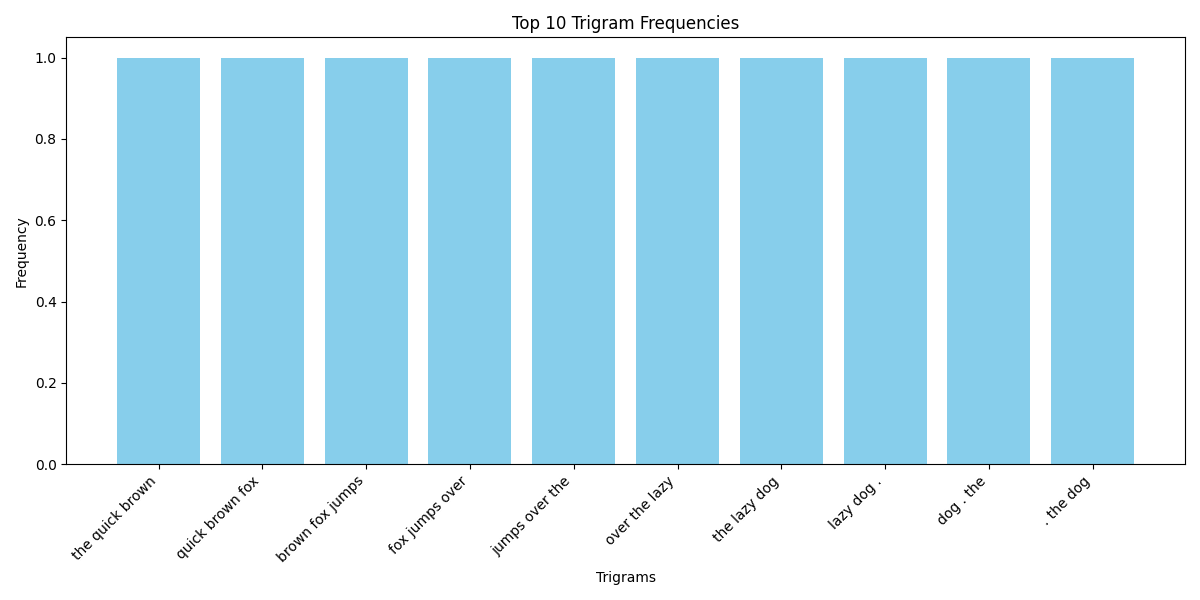 Top 10 Trigram Frequencies
1.0
0.8
0.6
0.4
0.2
0.0
Frequency
the quick brown
quick brown fox
brown fox jumps
fox jumps over
jumps over the
over the lazy
the lazy dog
lazy dog .
dog . the
. the dog
Trigrams